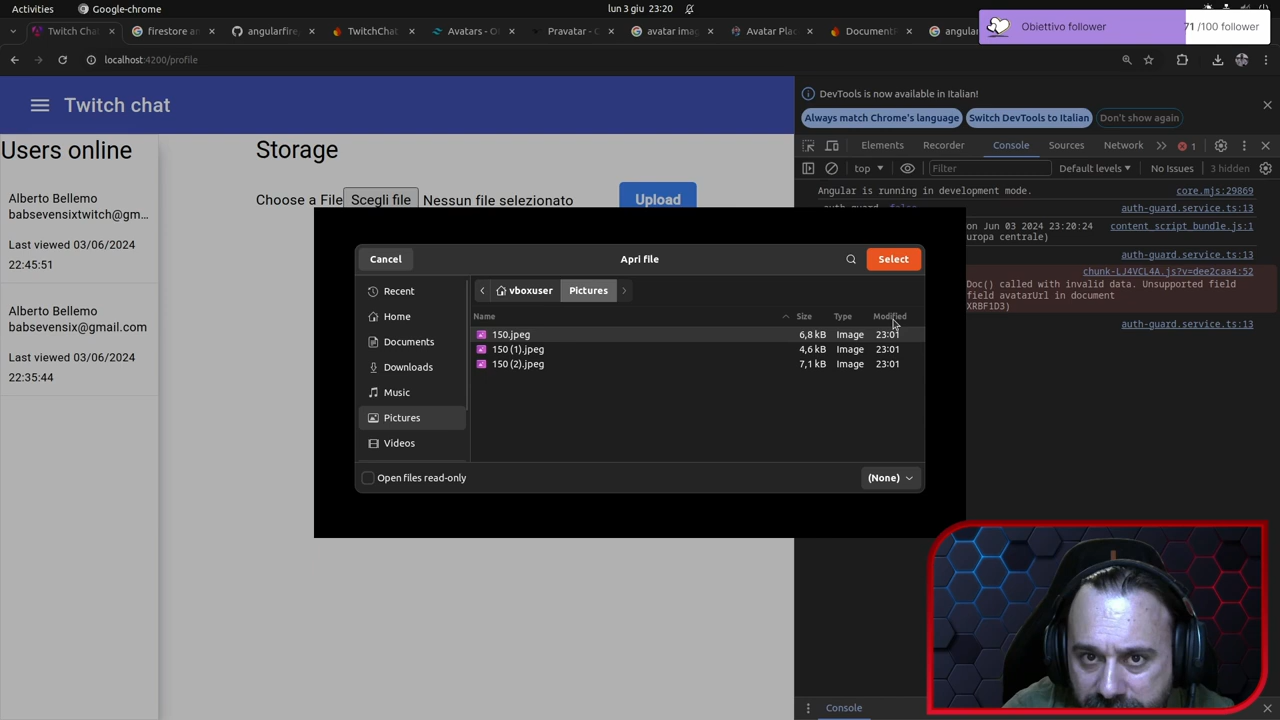 Activities
Google-chrome
lun 3 giu 23:20
Twitch Chat
firestore an
angularfire
TwitchChat
Avatars - O
Pravatar - C
avatar imag
Avatar Plac
Documenta
angular
Obiettivo follower
71 /100 follower
localhost:4200/profile
Twitch chat
DevTools is now available in Italian!
Always match Chrome's language
Switch DevTools to Italian
Don't show again
Elements
Recorder
Console
Sources
Network
1
top
Filter
Default levels
No Issues
3 hidden
Users online
Alberto Bellemo
babsevensixtwitch@gm...
Last viewed 03/06/2024
22:45:51
Alberto Bellemo
babsevensix@gmail.com
Last viewed 03/06/2024
22:35:44
Storage
Choose a File
Scegli file
Nessun file selezionato
Upload
Angular is running in development mode.
core.mjs:29869
auth-guard false
auth-guard.service.ts:13
on Jun 03 2024 23:20:24
content_script_bundle.js:1
uropa centrale)
auth-guard.service.ts:13
chunk-LJ4VCL4A.js?v=dee2caa4:52
Doc() called with invalid data. Unsupported field
field avatarUrl in document
XRBF1D3)
auth-guard.service.ts:13
Cancel
Apri file
Select
Recent
Home
Documents
Downloads
Music
Pictures
Videos
vboxuser
Pictures
Name
Size
Type
Modified
150.jpeg
6,8 kB
Image
23:01
150 (1).jpeg
4,6 kB
Image
23:01
150 (2).jpeg
7,1 kB
Image
23:01
Open files read-only
(None)
Console